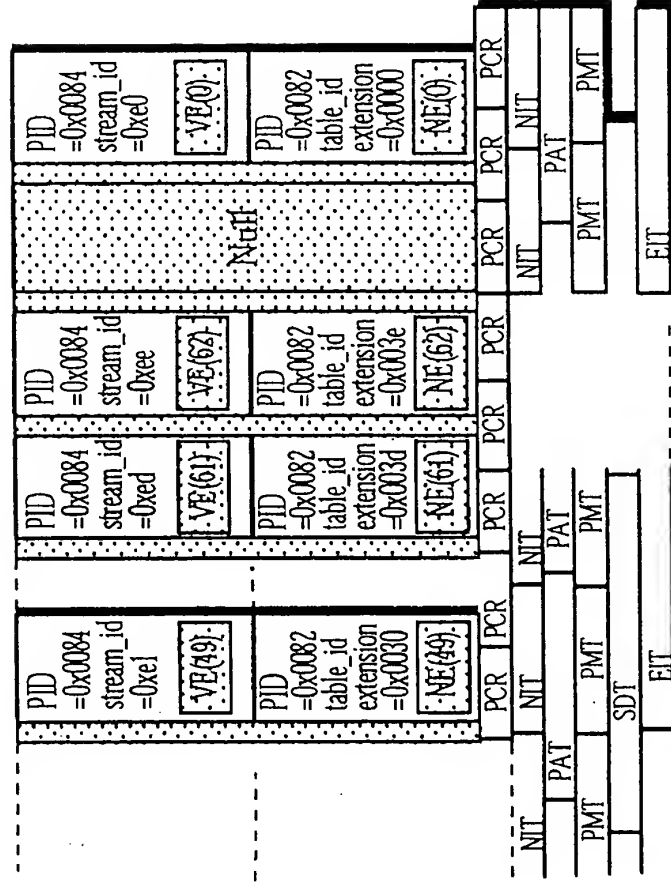 PID
=0x0084
stream_id
=0xe1
VE(49)
PID
=0x0084
stream_id
=0xed
VE(61)
PID
=0x0084
stream_id
=0xee
VE(62)
Null
PID
=0x0084
stream_id
=0xe0
VE(0)
PID
=0x0082
table_id
extension
=0x0030
NE(49)
PID
=0x0082
table_id
extension
=0x003d
NE(61)
PID
=0x0082
table_id
extension
=0x003e
NE(62)
PID
=0x0082
table_id
extension
=0x0000
NE(0)
PCR PCR PCR PCR PCR PCR PCR PCR
NIT NIT NIT NIT NIT
PAT PAT PAT
PMT PMT PMT PMT PMT
SDT
EIT EIT